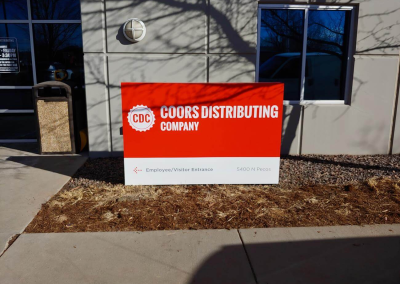 CDC
COORS DISTRIBUTING
COMPANY
Employee/Visitor Entrance